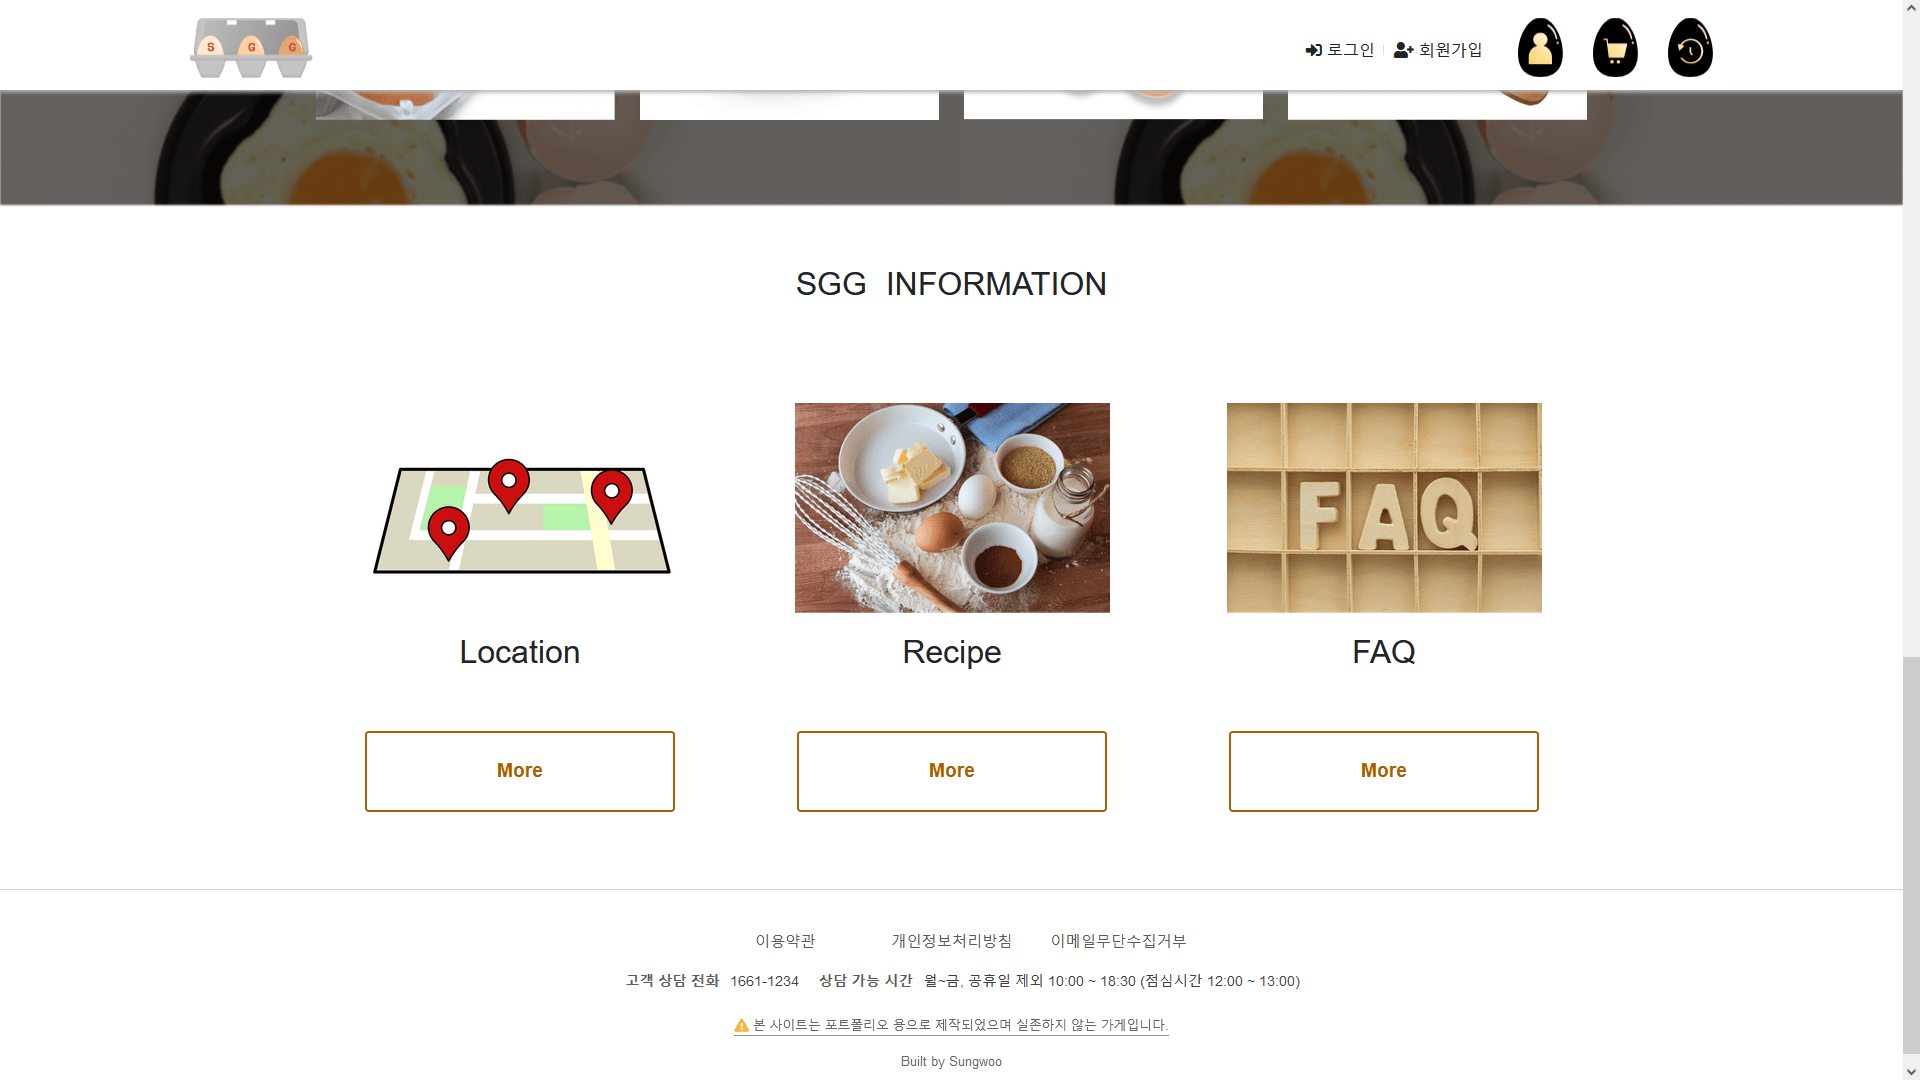 S G G
로그인 회원가입
SGG INFORMATION
FAQ
Location Recipe FAQ
More More More
이용약관 개인정보처리방침 이메일무단수집거부
고객 상담 전화 1661-1234 상담 가능 시간 월~금, 공휴일 제외 10:00 ~ 18:30 (점심시간 12:00 ~ 13:00)
본 사이트는 포트폴리오 용으로 제작되었으며 실존하지 않는 가게입니다.
Built by Sungwoo